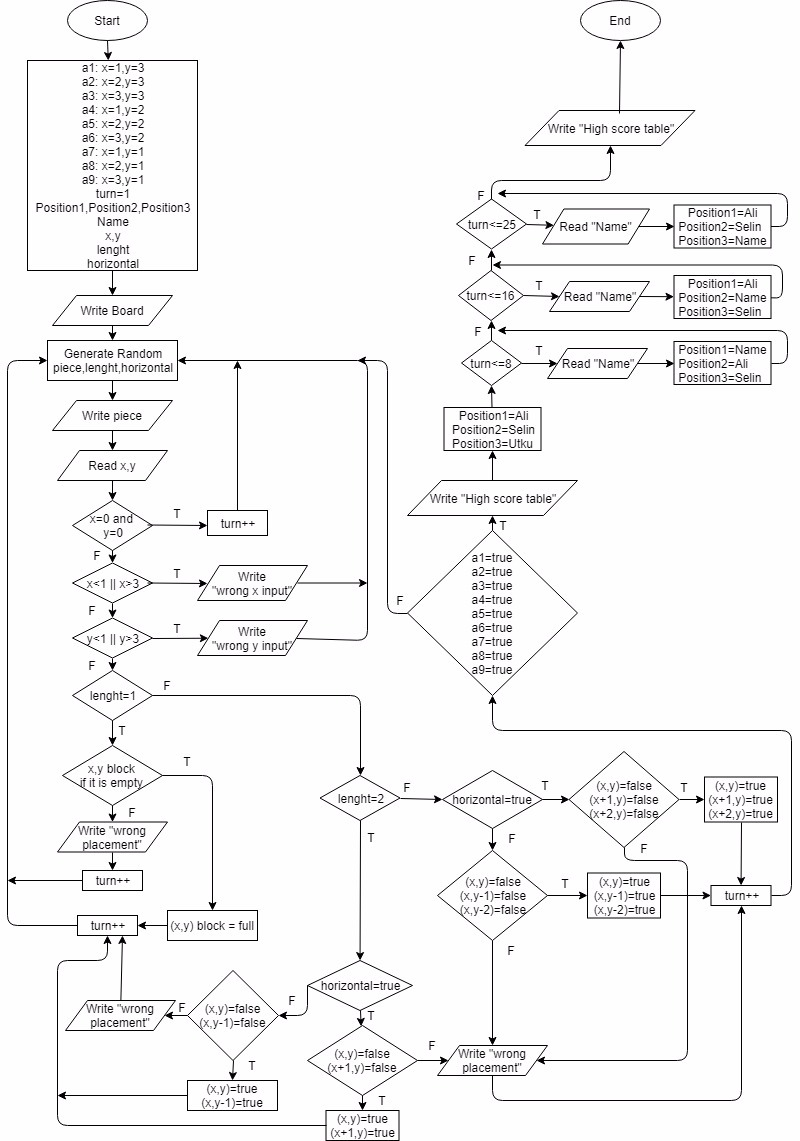 Start
a1: x=1,y=3
a2: x=2,y=3
a3: x=3,y=3
a4: x=1,y=2
a5: x=2,y=2
a6: x=3,y=2
a7: x=1,y=1
a8: x=2,y=1
a9: x=3,y=1
turn=1
Position1,Position2,Position3
Name
x,y
lenght
horizontal
Write Board
Generate Random
piece,lenght,horizontal
Write piece
Read x,y
x=0 and
y=0
T
turn++
F
x<1 || x>3
T
Write
"wrong x input"
F
y<1 || y>3
T
Write
"wrong y input"
F
lenght=1
F
T
x,y block
if it is empty
T
F
Write "wrong
placement"
turn++
turn++
(x,y) block = full
lenght=2
F
T
horizontal=true
F
T
(x,y)=false
(x,y-1)=false
F
T
Write "wrong
placement"
(x,y)=true
(x,y-1)=true
(x,y)=false
(x+1,y)=false
F
T
(x,y)=true
(x+1,y)=true
horizontal=true
T
F
(x,y)=false
(x+1,y)=false
(x+2,y)=false
T
F
(x,y)=true
(x+1,y)=true
(x+2,y)=true
(x,y)=false
(x,y-1)=false
(x,y-2)=false
T
F
(x,y)=true
(x,y-1)=true
(x,y-2)=true
turn++
Write "wrong
placement"
a1=true
a2=true
a3=true
a4=true
a5=true
a6=true
a7=true
a8=true
a9=true
F
T
Write "High score table"
Position1=Ali
Position2=Selin
Position3=Utku
turn<=8
T
Read "Name"
Position1=Name
Position2=Ali
Position3=Selin
F
turn<=16
T
Read "Name"
Position1=Ali
Position2=Name
Position3=Selin
F
turn<=25
T
Read "Name"
Position1=Ali
Position2=Selin
Position3=Name
F
Write "High score table"
End